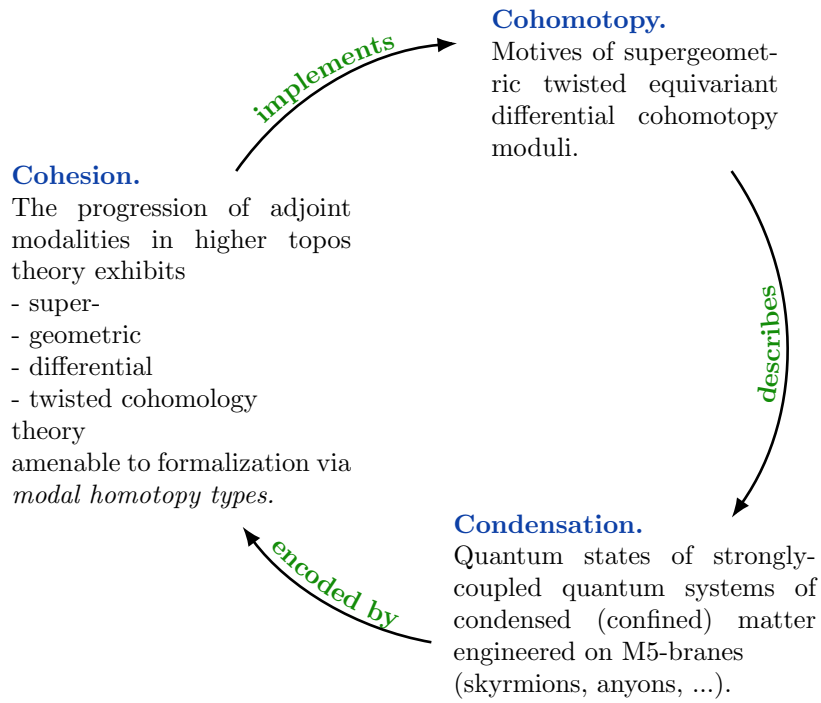 Cohomotopy.
Motives of supergeomet-
ric twisted equivariant
differential cohomotopy
moduli.
implements
Cohesion.
The progression of adjoint
modalities in higher topos
theory exhibits
- super-
- geometric
- differential
- twisted cohomology
theory
amenable to formalization via
modal homotopy types.
describes
Condensation.
Quantum states of strongly-
coupled quantum systems of
condensed (confined) matter
engineered on M5-branes
(skyrmions, anyons, ...).
encoded by